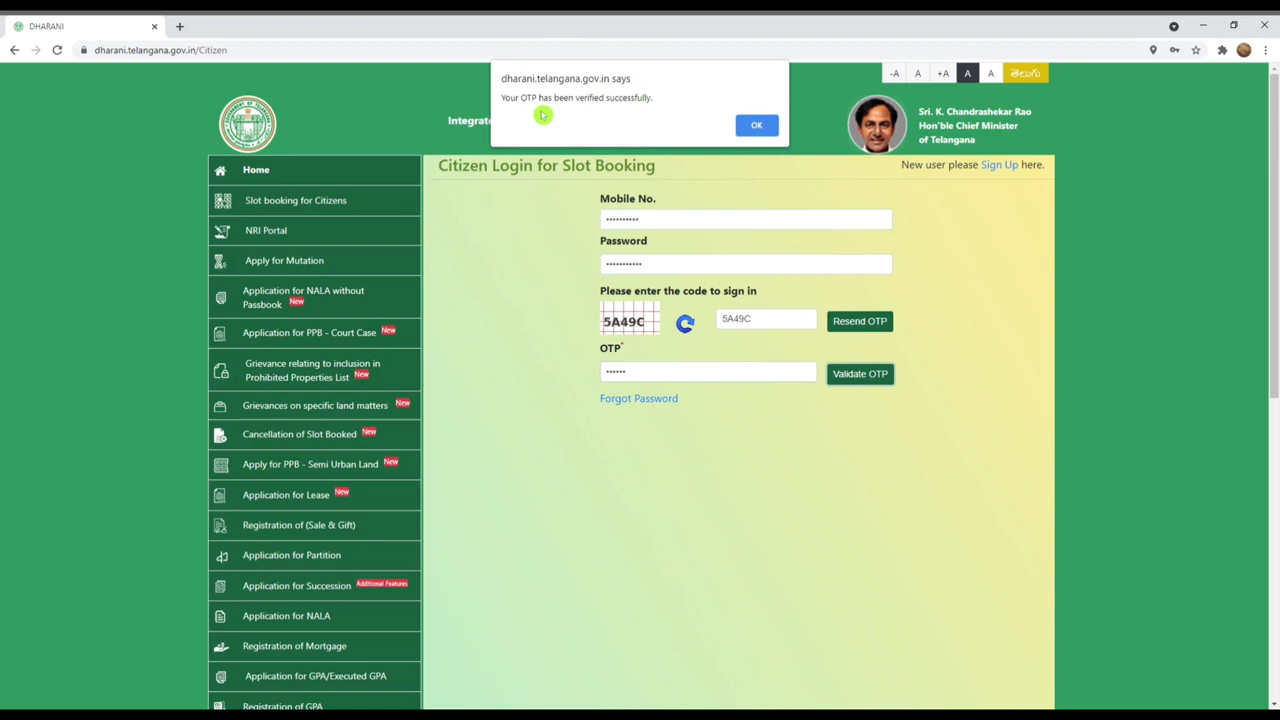 DHARANI
dharani.telangana.gov.in/Citizen
dharani.telangana.gov.in says
Your OTP has been verified successfully.
OK
-A
A
+A
A
A
తెలుగు
Integrate
Sri. K. Chandrashekar Rao
Hon'ble Chief Minister
of Telangana
Home
Slot booking for Citizens
NRI Portal
Apply for Mutation
Application for NALA without
Passbook New
Application for PPB - Court Case New
Grievance relating to inclusion in
Prohibited Properties List New
Grievances on specific land matters New
Cancellation of Slot Booked New
Apply for PPB - Semi Urban Land New
Application for Lease New
Registration of (Sale & Gift)
Application for Partition
Application for Succession Additional Features
Application for NALA
Registration of Mortgage
Application for GPA/Executed GPA
Registration of GPA
Citizen Login for Slot Booking
New user please Sign Up here.
Mobile No.
Password
Please enter the code to sign in
5A49C
5A49C
Resend OTP
OTP*
Validate OTP
Forgot Password